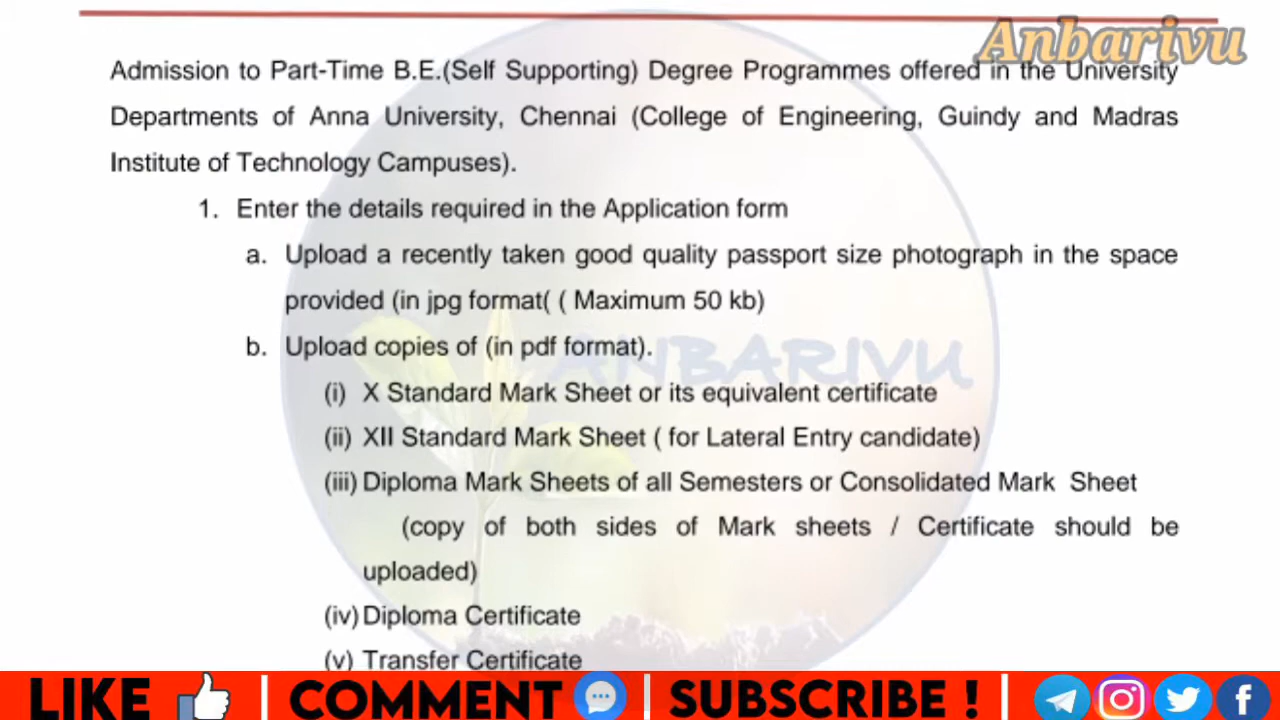 Anbarivu
Admission to Part-Time B.E.(Self Supporting) Degree Programmes offered in the University
Departments of Anna University, Chennai (College of Engineering, Guindy and Madras
Institute of Technology Campuses).
1. Enter the details required in the Application form
a. Upload a recently taken good quality passport size photograph in the space
provided (in jpg format( ( Maximum 50 kb)
b. Upload copies of (in pdf format).
ANBARIVU
(i) X Standard Mark Sheet or its equivalent certificate
(ii) XII Standard Mark Sheet ( for Lateral Entry candidate)
(iii) Diploma Mark Sheets of all Semesters or Consolidated Mark Sheet
(copy of both sides of Mark sheets / Certificate should be
uploaded)
(iv) Diploma Certificate
(v) Transfer Certificate
LIKE | COMMENT | SUBSCRIBE ! |